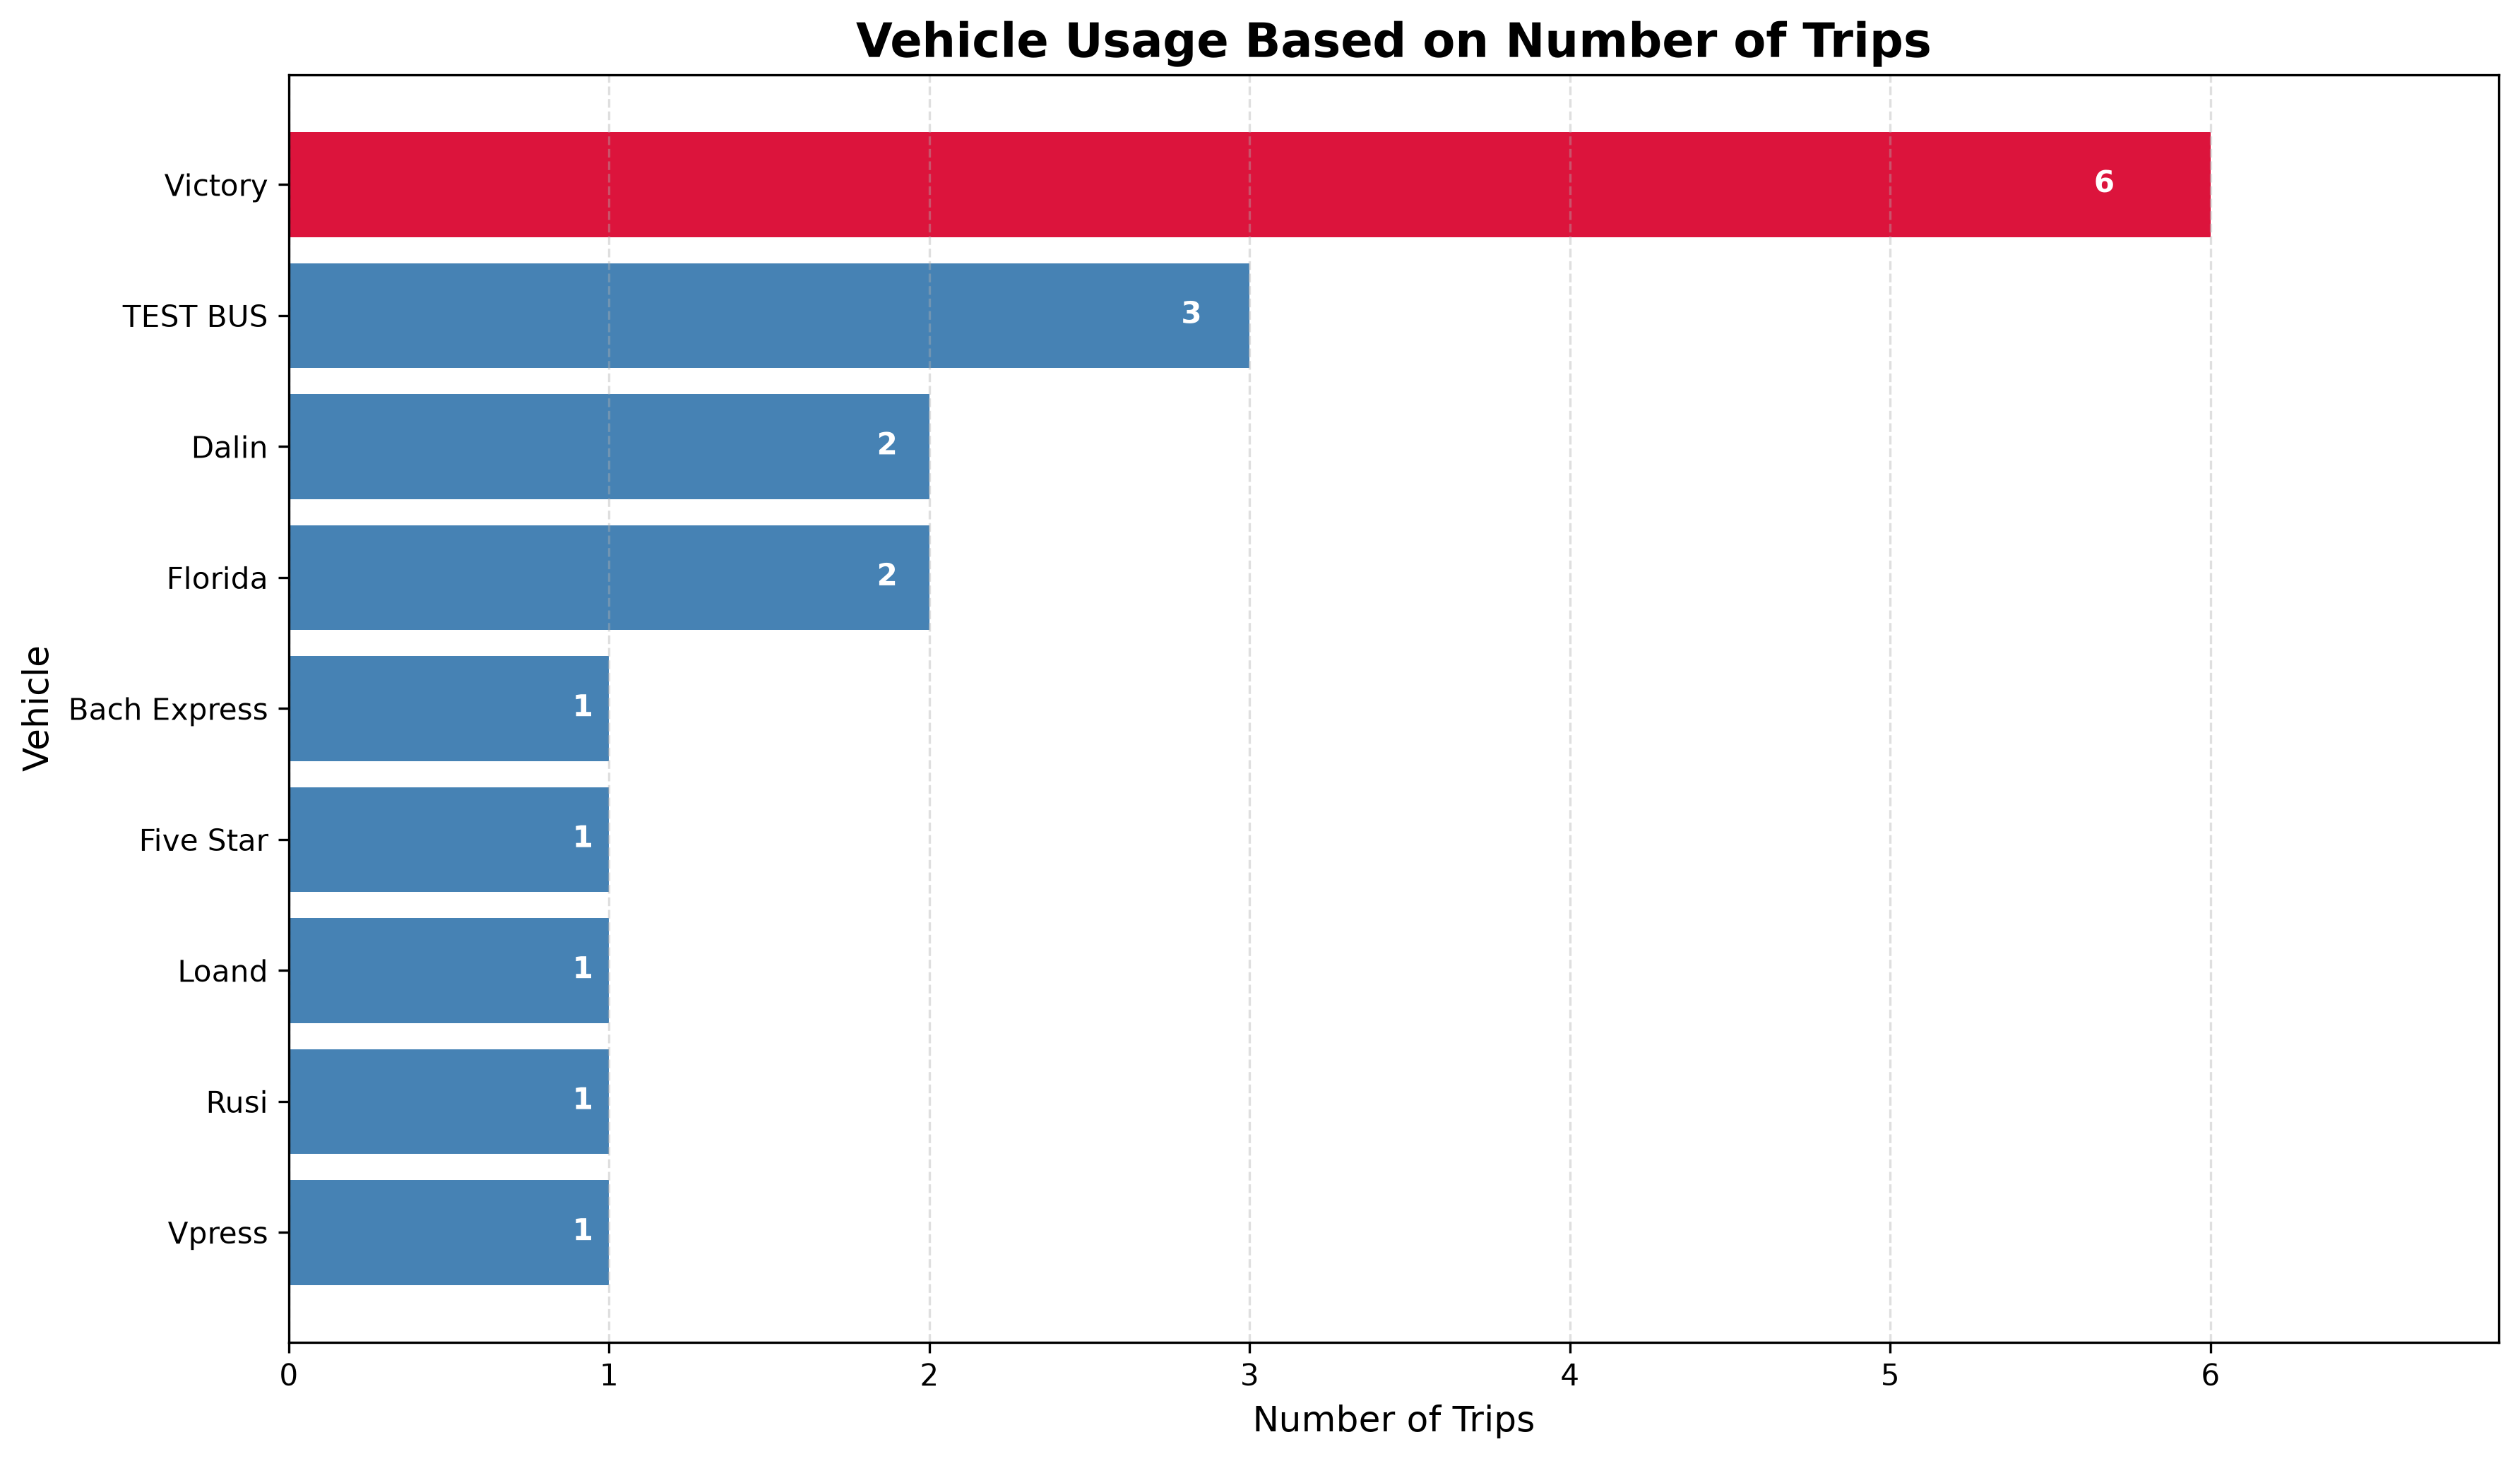 Vehicle Usage Based on Number of Trips
Vehicle
Victory 6
TEST BUS 3
Dalin 2
Florida 2
Bach Express 1
Five Star 1
Loand 1
Rusi 1
Vpress 1
0 1 2 3 4 5 6
Number of Trips